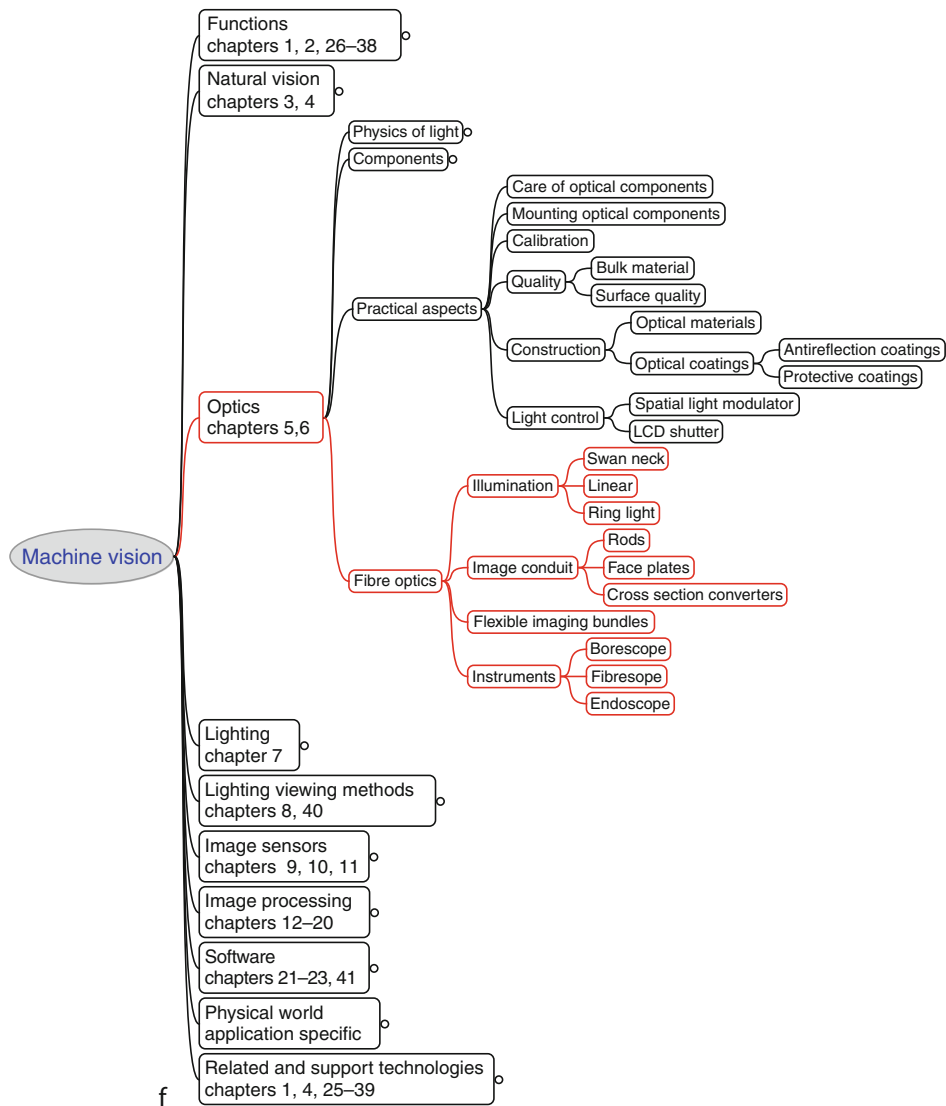 Functions
chapters 1, 2, 26–38
Natural vision
chapters 3, 4
Physics of light
Components
Care of optical components
Mounting optical components
Calibration
Quality
Bulk material
Surface quality
Practical aspects
Optical materials
Construction
Optical coatings
Antireflection coatings
Protective coatings
Light control
Spatial light modulator
LCD shutter
Optics
chapters 5,6
Swan neck
Illumination
Linear
Ring light
Rods
Image conduit
Face plates
Cross section converters
Machine vision
Fibre optics
Flexible imaging bundles
Borescope
Instruments
Fibresope
Endoscope
Lighting
chapter 7
Lighting viewing methods
chapters 8, 40
Image sensors
chapters 9, 10, 11
Image processing
chapters 12–20
Software
chapters 21–23, 41
Physical world
application specific
Related and support technologies
chapters 1, 4, 25–39
f